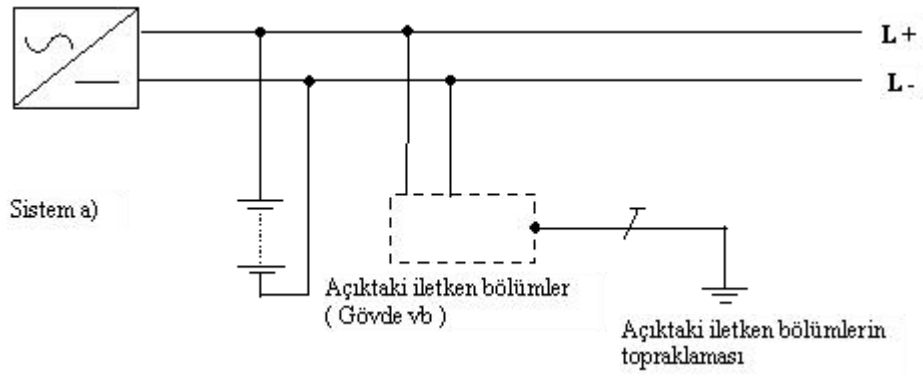 L +
L -
Sistem a)
Açıktaki iletken bölümler
( Gövde vb )
Açıktaki iletken bölümlerin
topraklaması